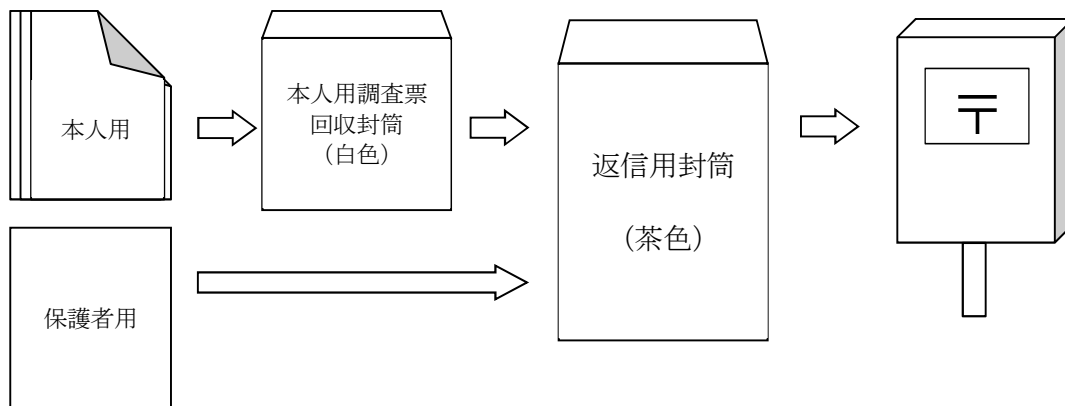 本人用
本人用調査票
回収封筒
（白色）
返信用封筒
（茶色）
〒
保護者用